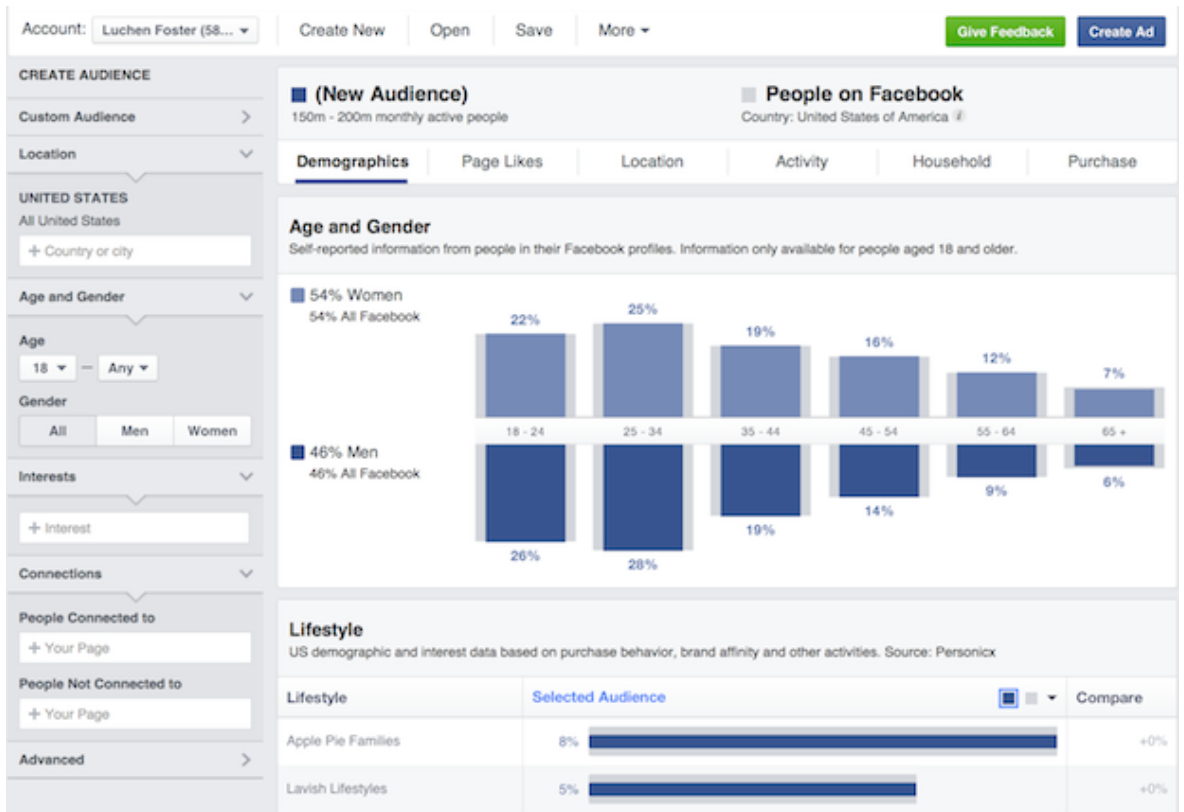 Account: Luchen Foster (58... Create New Open Save More Give Feedback Create Ad
CREATE AUDIENCE
Custom Audience
Location
UNITED STATES
All United States
+ Country or city
Age and Gender
Age
18 – Any
Gender
All Men Women
Interests
+ Interest
Connections
People Connected to
+ Your Page
People Not Connected to
+ Your Page
Advanced
(New Audience)
150m - 200m monthly active people
People on Facebook
Country: United States of America i
Demographics Page Likes Location Activity Household Purchase
Age and Gender
Self-reported information from people in their Facebook profiles. Information only available for people aged 18 and older.
54% Women
54% All Facebook
22% 25% 19% 16% 12% 7%
18 - 24 25 - 34 35 - 44 45 - 54 55 - 64 65 +
46% Men
46% All Facebook
26% 28% 19% 14% 9% 6%
Lifestyle
US demographic and interest data based on purchase behavior, brand affinity and other activities. Source: Personicx
Lifestyle Selected Audience Compare
Apple Pie Families 8% +0%
Lavish Lifestyles 5% +0%